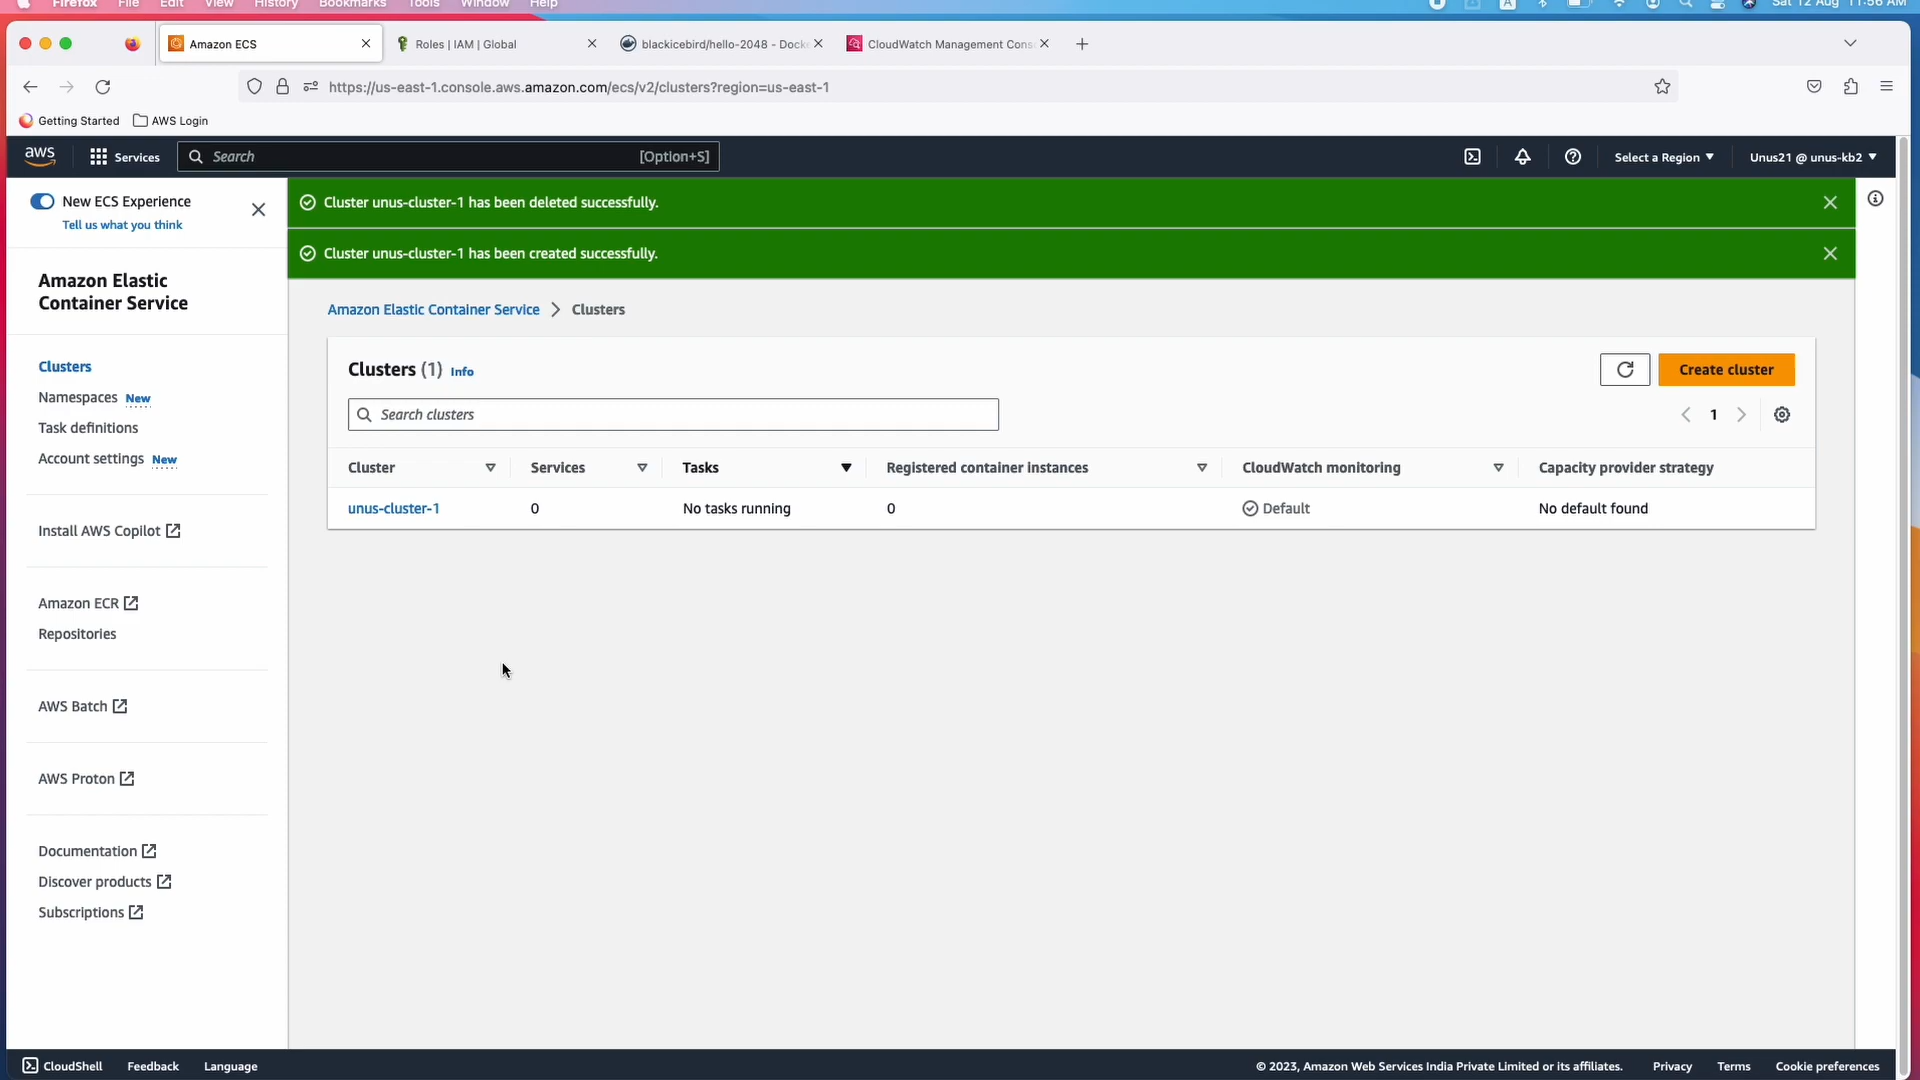 Firefox File Edit View History Bookmarks Tools Window Help
Sat 12 Aug 11:56 AM
Amazon ECS
Roles | IAM | Global
blackicebird/hello-2048 - Docke
CloudWatch Management Cons
https://us-east-1.console.aws.amazon.com/ecs/v2/clusters?region=us-east-1
Getting Started
AWS Login
aws
Services
Search
[Option+S]
Select a Region
Unus21 @ unus-kb2
New ECS Experience
Tell us what you think
Cluster unus-cluster-1 has been deleted successfully.
Cluster unus-cluster-1 has been created successfully.
Amazon Elastic
Container Service
Clusters
Namespaces New
Task definitions
Account settings New
Install AWS Copilot
Amazon ECR
Repositories
AWS Batch
AWS Proton
Documentation
Discover products
Subscriptions
Amazon Elastic Container Service > Clusters
Clusters (1) Info
Create cluster
Search clusters
1
Cluster Services Tasks Registered container instances CloudWatch monitoring Capacity provider strategy
unus-cluster-1 0 No tasks running 0 Default No default found
CloudShell Feedback Language
© 2023, Amazon Web Services India Private Limited or its affiliates. Privacy Terms Cookie preferences